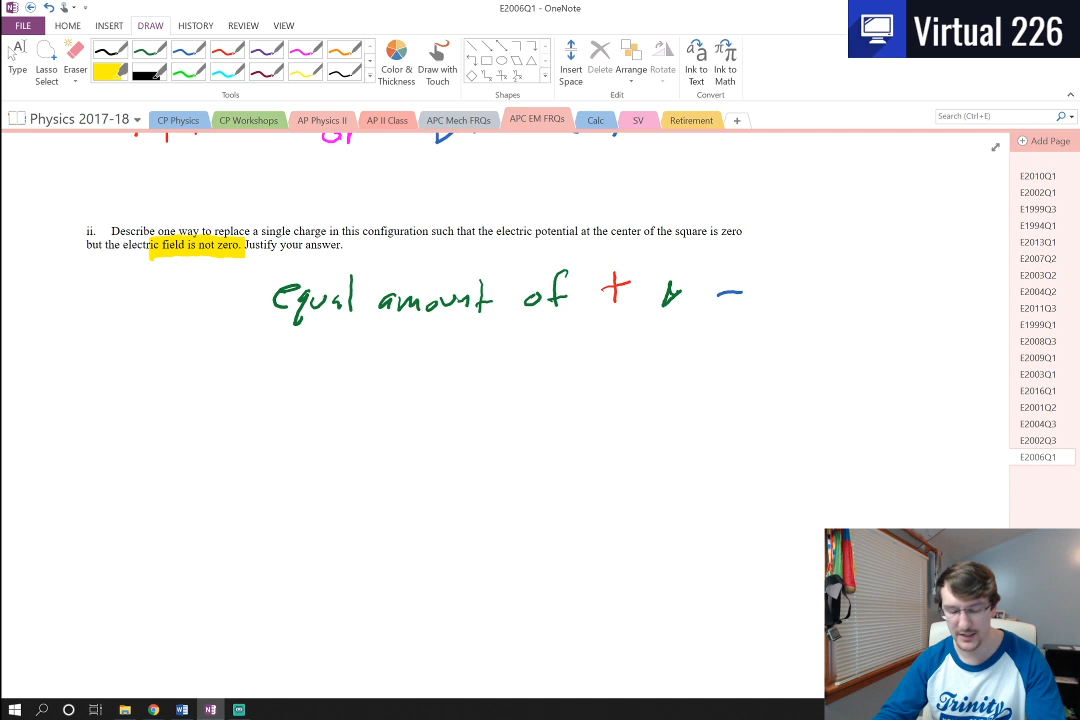 E2006Q1 - OneNote
Virtual 226
FILE HOME INSERT DRAW HISTORY REVIEW VIEW
Type Lasso Select Eraser Color & Thickness Draw with Touch Insert Space Delete Arrange Rotate Ink to Text Ink to Math
Tools Shapes Edit Convert
Physics 2017-18 CP Physics CP Workshops AP Physics II AP II Class APC Mech FRQs APC EM FRQs Calc SV Retirement +
Search (Ctrl+E)
Add Page
E2010Q1
E2002Q1
E1999Q3
E1994Q1
E2013Q1
E2007Q2
E2003Q2
E2004Q2
E2011Q3
E1999Q1
E2008Q3
E2009Q1
E2003Q1
E2016Q1
E2001Q2
E2004Q3
E2002Q3
E2006Q1
ii. Describe one way to replace a single charge in this configuration such that the electric potential at the center of the square is zero
but the electric field is not zero. Justify your answer.
equal amount of + & -
Trinity